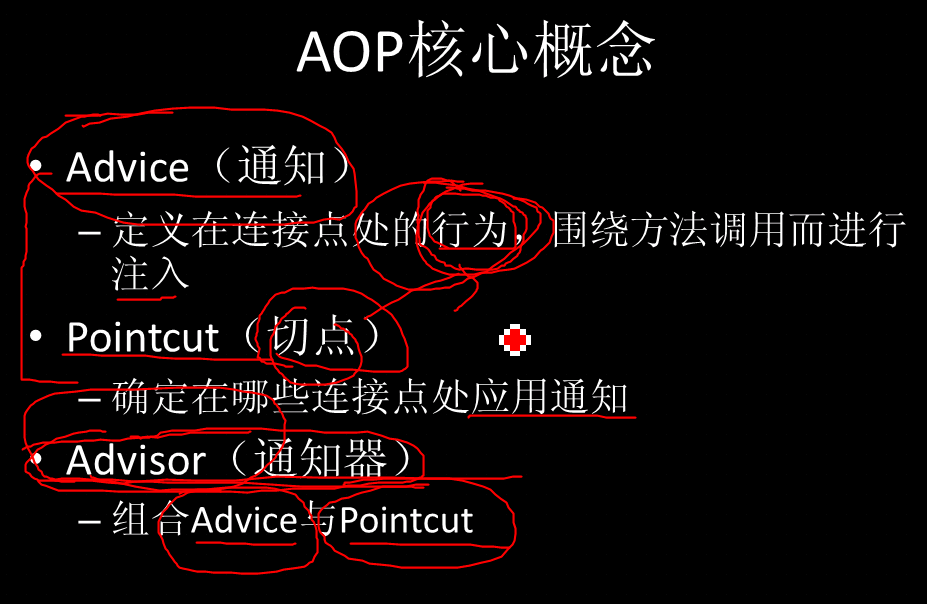 AOP核心概念
• Advice（通知）
– 定义在连接点处的行为，围绕方法调用而进行
注入
• Pointcut（切点）
– 确定在哪些连接点处应用通知
• Advisor（通知器）
– 组合Advice与Pointcut